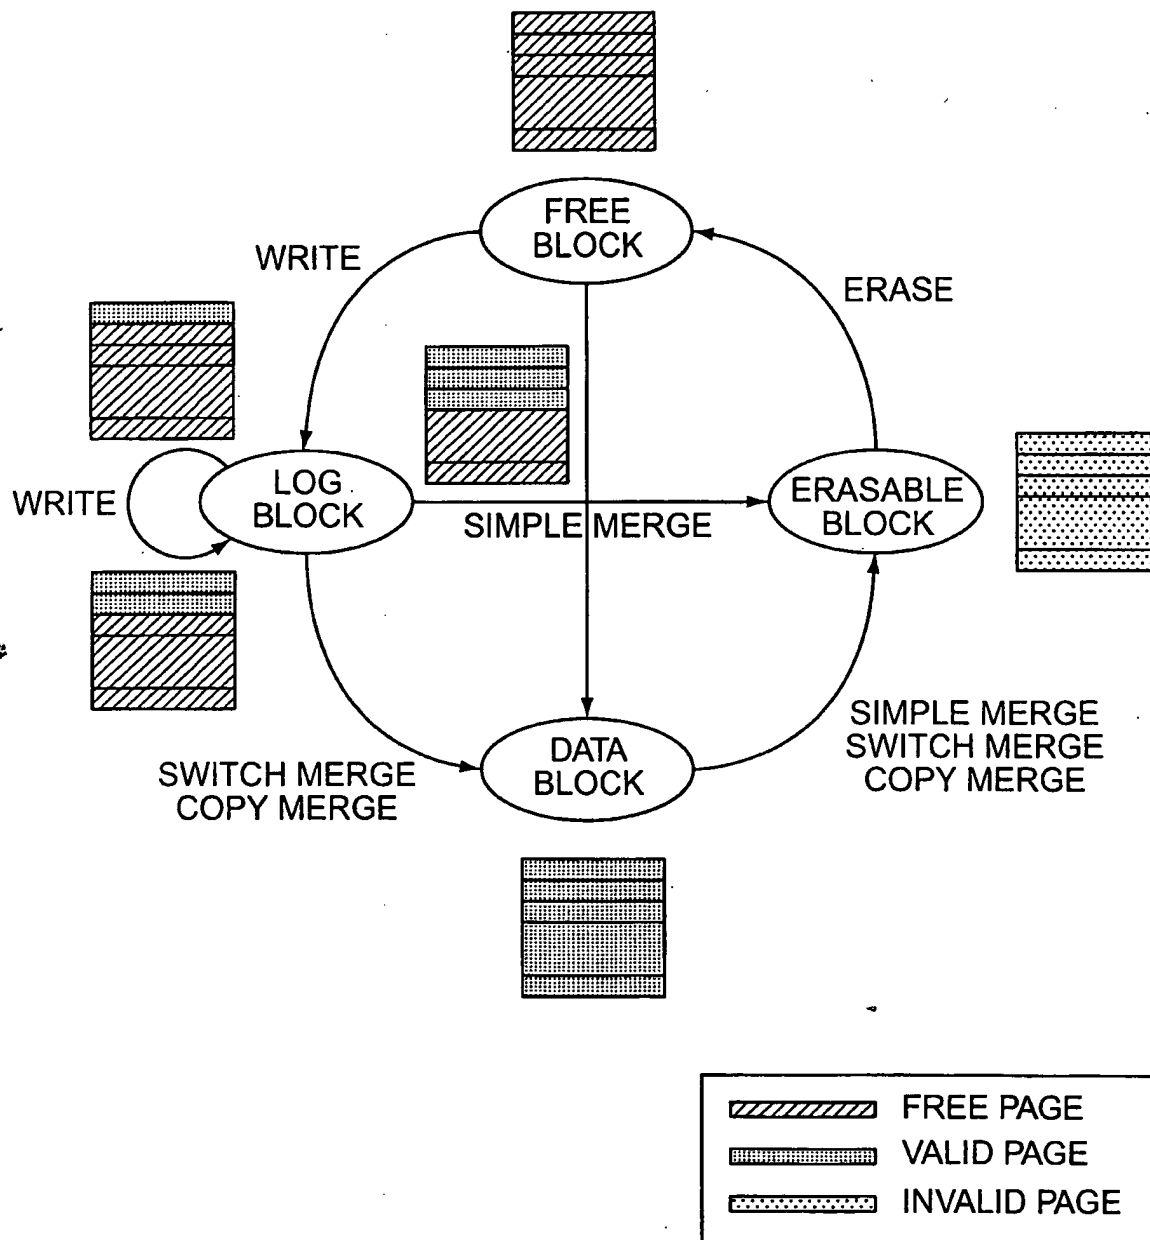 FREE
BLOCK
WRITE
ERASE
LOG
BLOCK
WRITE
SIMPLE MERGE
ERASABLE
BLOCK
SWITCH MERGE
COPY MERGE
DATA
BLOCK
SIMPLE MERGE
SWITCH MERGE
COPY MERGE
FREE PAGE
VALID PAGE
INVALID PAGE